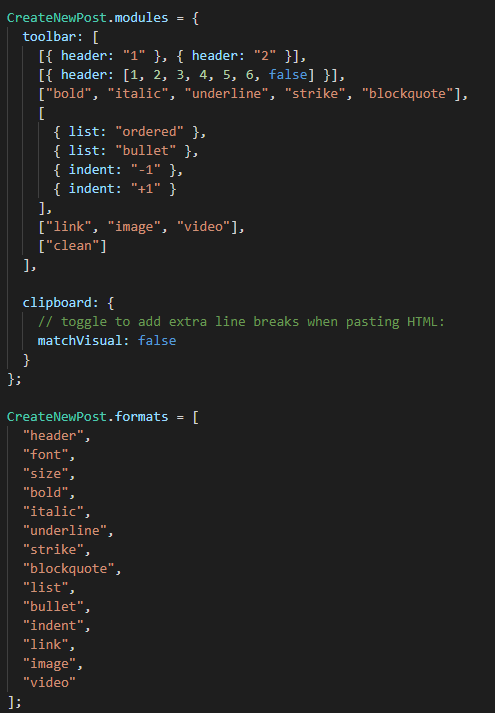 CreateNewPost.modules = {
  toolbar: [
    [{ header: "1" }, { header: "2" }],
    [{ header: [1, 2, 3, 4, 5, 6, false] }],
    ["bold", "italic", "underline", "strike", "blockquote"],
    [
      { list: "ordered" },
      { list: "bullet" },
      { indent: "-1" },
      { indent: "+1" }
    ],
    ["link", "image", "video"],
    ["clean"]
  ],

  clipboard: {
    // toggle to add extra line breaks when pasting HTML:
    matchVisual: false
  }
};

CreateNewPost.formats = [
  "header",
  "font",
  "size",
  "bold",
  "italic",
  "underline",
  "strike",
  "blockquote",
  "list",
  "bullet",
  "indent",
  "link",
  "image",
  "video"
];